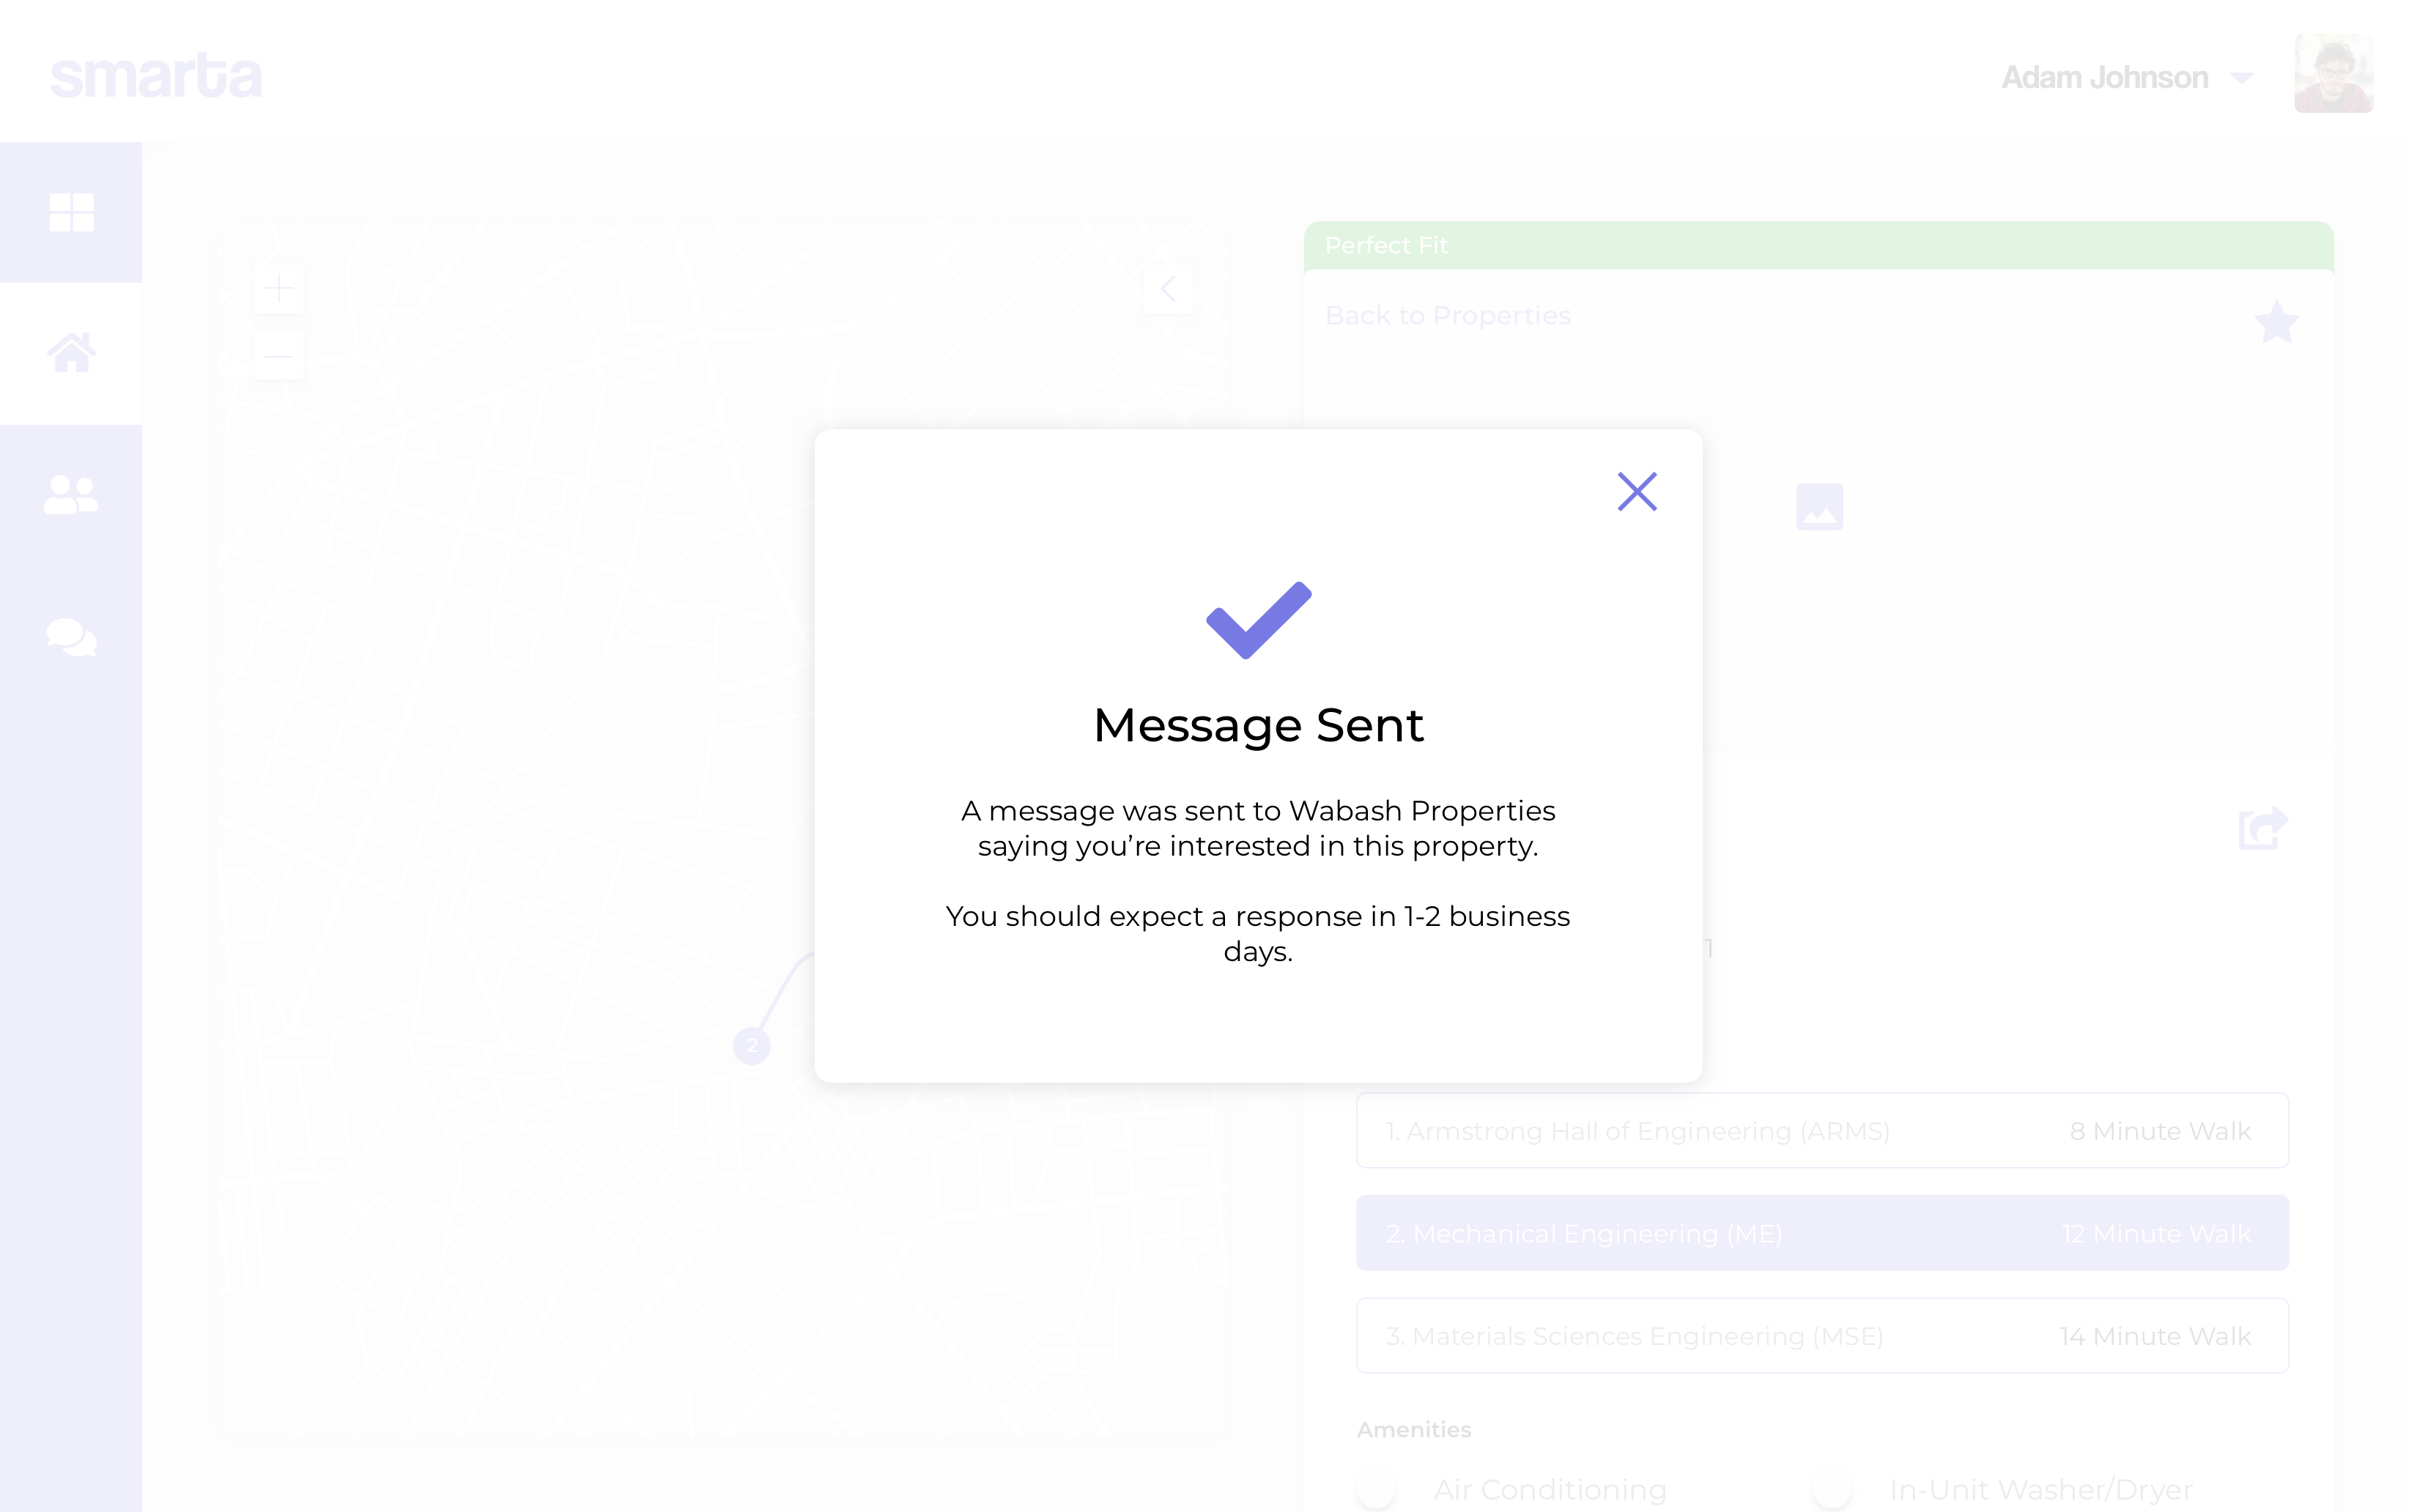 smarta
Adam Johnson
Perfect Fit
Back to Properties
Message Sent
A message was sent to Wabash Properties
saying you’re interested in this property.
You should expect a response in 1-2 business
days.
2
1. Armstrong Hall of Engineering (ARMS) 8 Minute Walk
2. Mechanical Engineering (ME) 12 Minute Walk
3. Materials Sciences Engineering (MSE) 14 Minute Walk
Amenities
Air Conditioning In-Unit Washer/Dryer